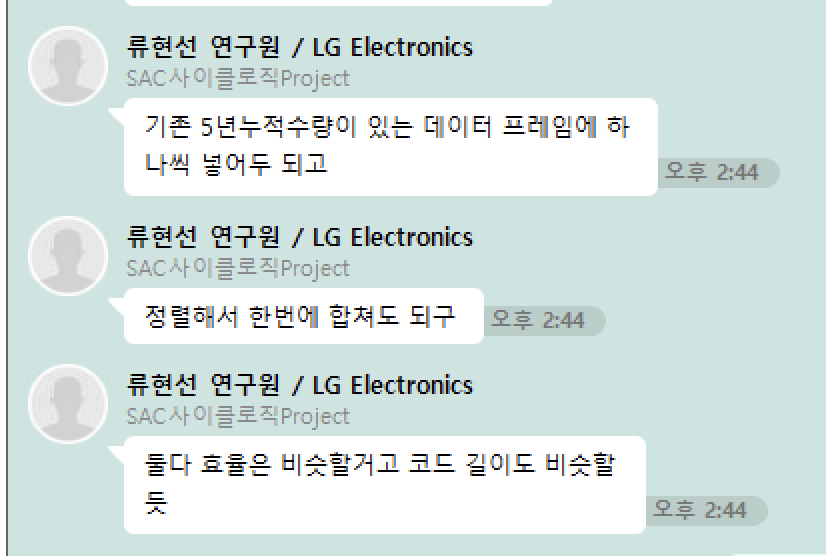 류현선 연구원 / LG Electronics
SAC사이클로직Project
기존 5년누적수량이 있는 데이터 프레임에 하
나씩 넣어두 되고
오후 2:44
류현선 연구원 / LG Electronics
SAC사이클로직Project
정렬해서 한번에 합쳐도 되구
오후 2:44
류현선 연구원 / LG Electronics
SAC사이클로직Project
둘다 효율은 비슷할거고 코드 길이도 비슷할
듯
오후 2:44